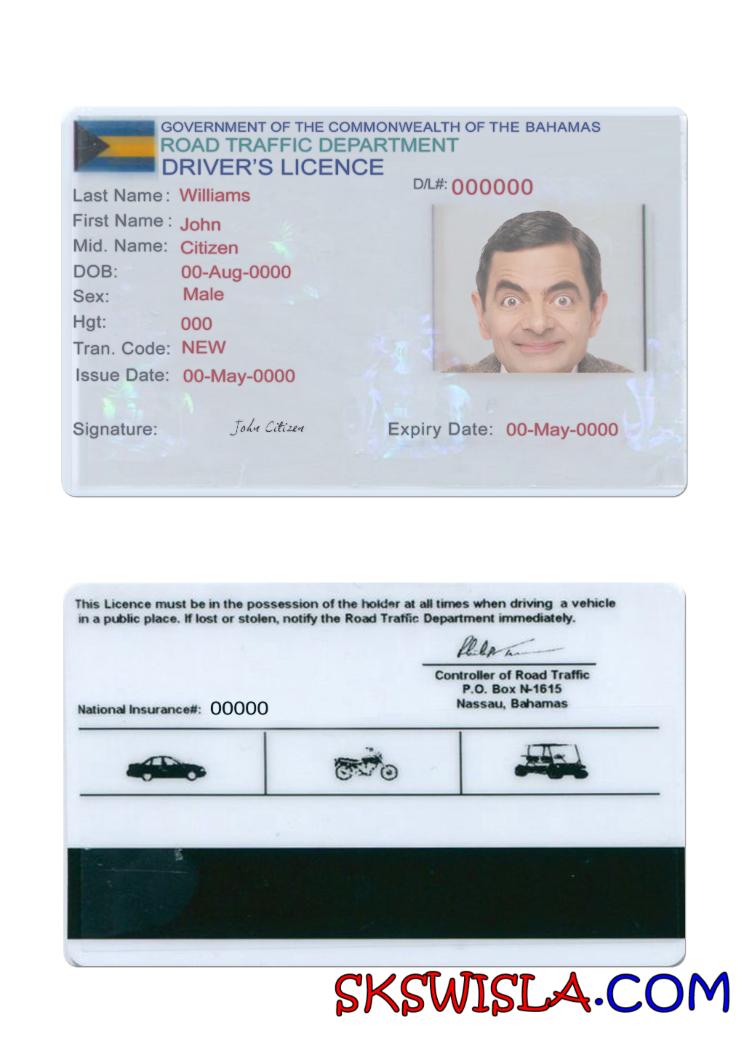 GOVERNMENT OF THE COMMONWEALTH OF THE BAHAMAS
ROAD TRAFFIC DEPARTMENT
DRIVER'S LICENCE
D/L#: 000000
Last Name: Williams
First Name: John
Mid. Name: Citizen
DOB: 00-Aug-0000
Sex: Male
Hgt: 000
Tran. Code: NEW
Issue Date: 00-May-0000
Signature: John Citizen Expiry Date: 00-May-0000
This Licence must be in the possession of the holder at all times when driving a vehicle
in a public place. If lost or stolen, notify the Road Traffic Department immediately.
Controller of Road Traffic
P.O. Box N-1615
Nassau, Bahamas
National Insurance#: 00000
SKSWISLA.COM